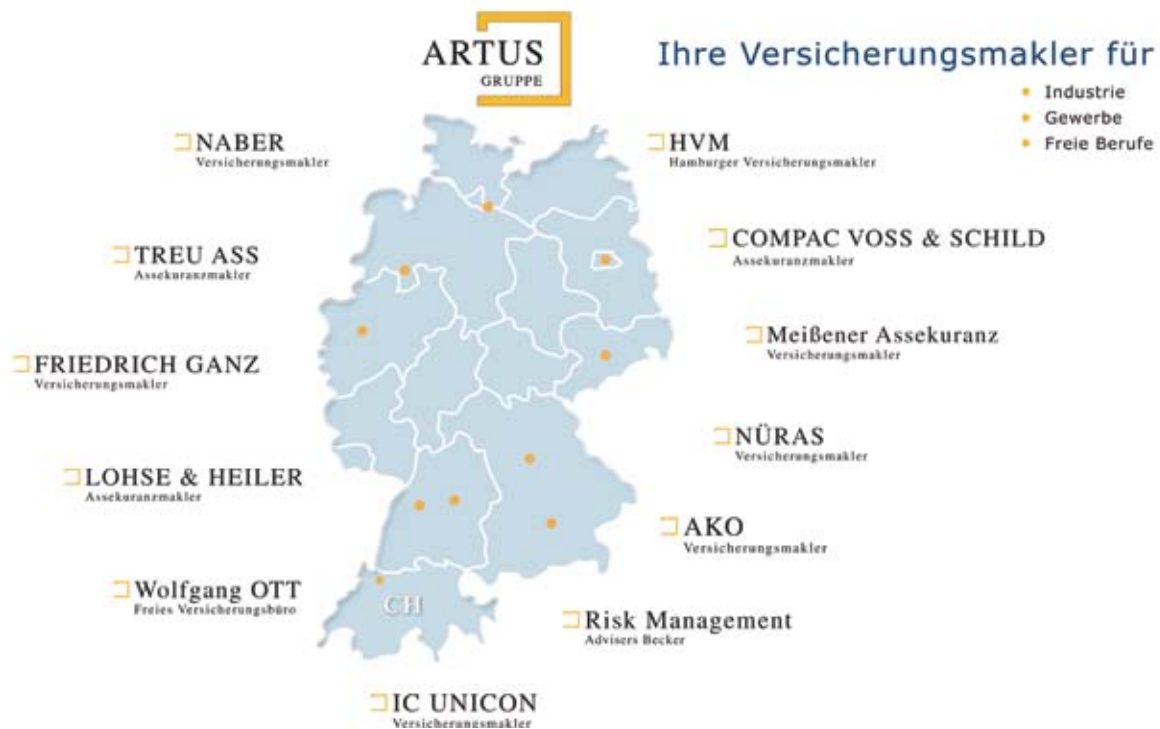 ARTUS
GRUPPE
Ihre Versicherungsmakler für
Industrie
Gewerbe
Freie Berufe
NABER
Versicherungsmakler
HVM
Hamburger Versicherungsmakler
TREU ASS
Assekuranzmakler
COMPAC VOSS & SCHILD
Assekuranzmakler
FRIEDRICH GANZ
Versicherungsmakler
Meißener Assekuranz
Versicherungsmakler
LOHSE & HEILER
Assekuranzmakler
NÜRAS
Versicherungsmakler
AKO
Versicherungsmakler
Wolfgang OTT
Freies Versicherungsbüro
CH
Risk Management
Advisers Becker
IC UNICON
Versicherungsmakler